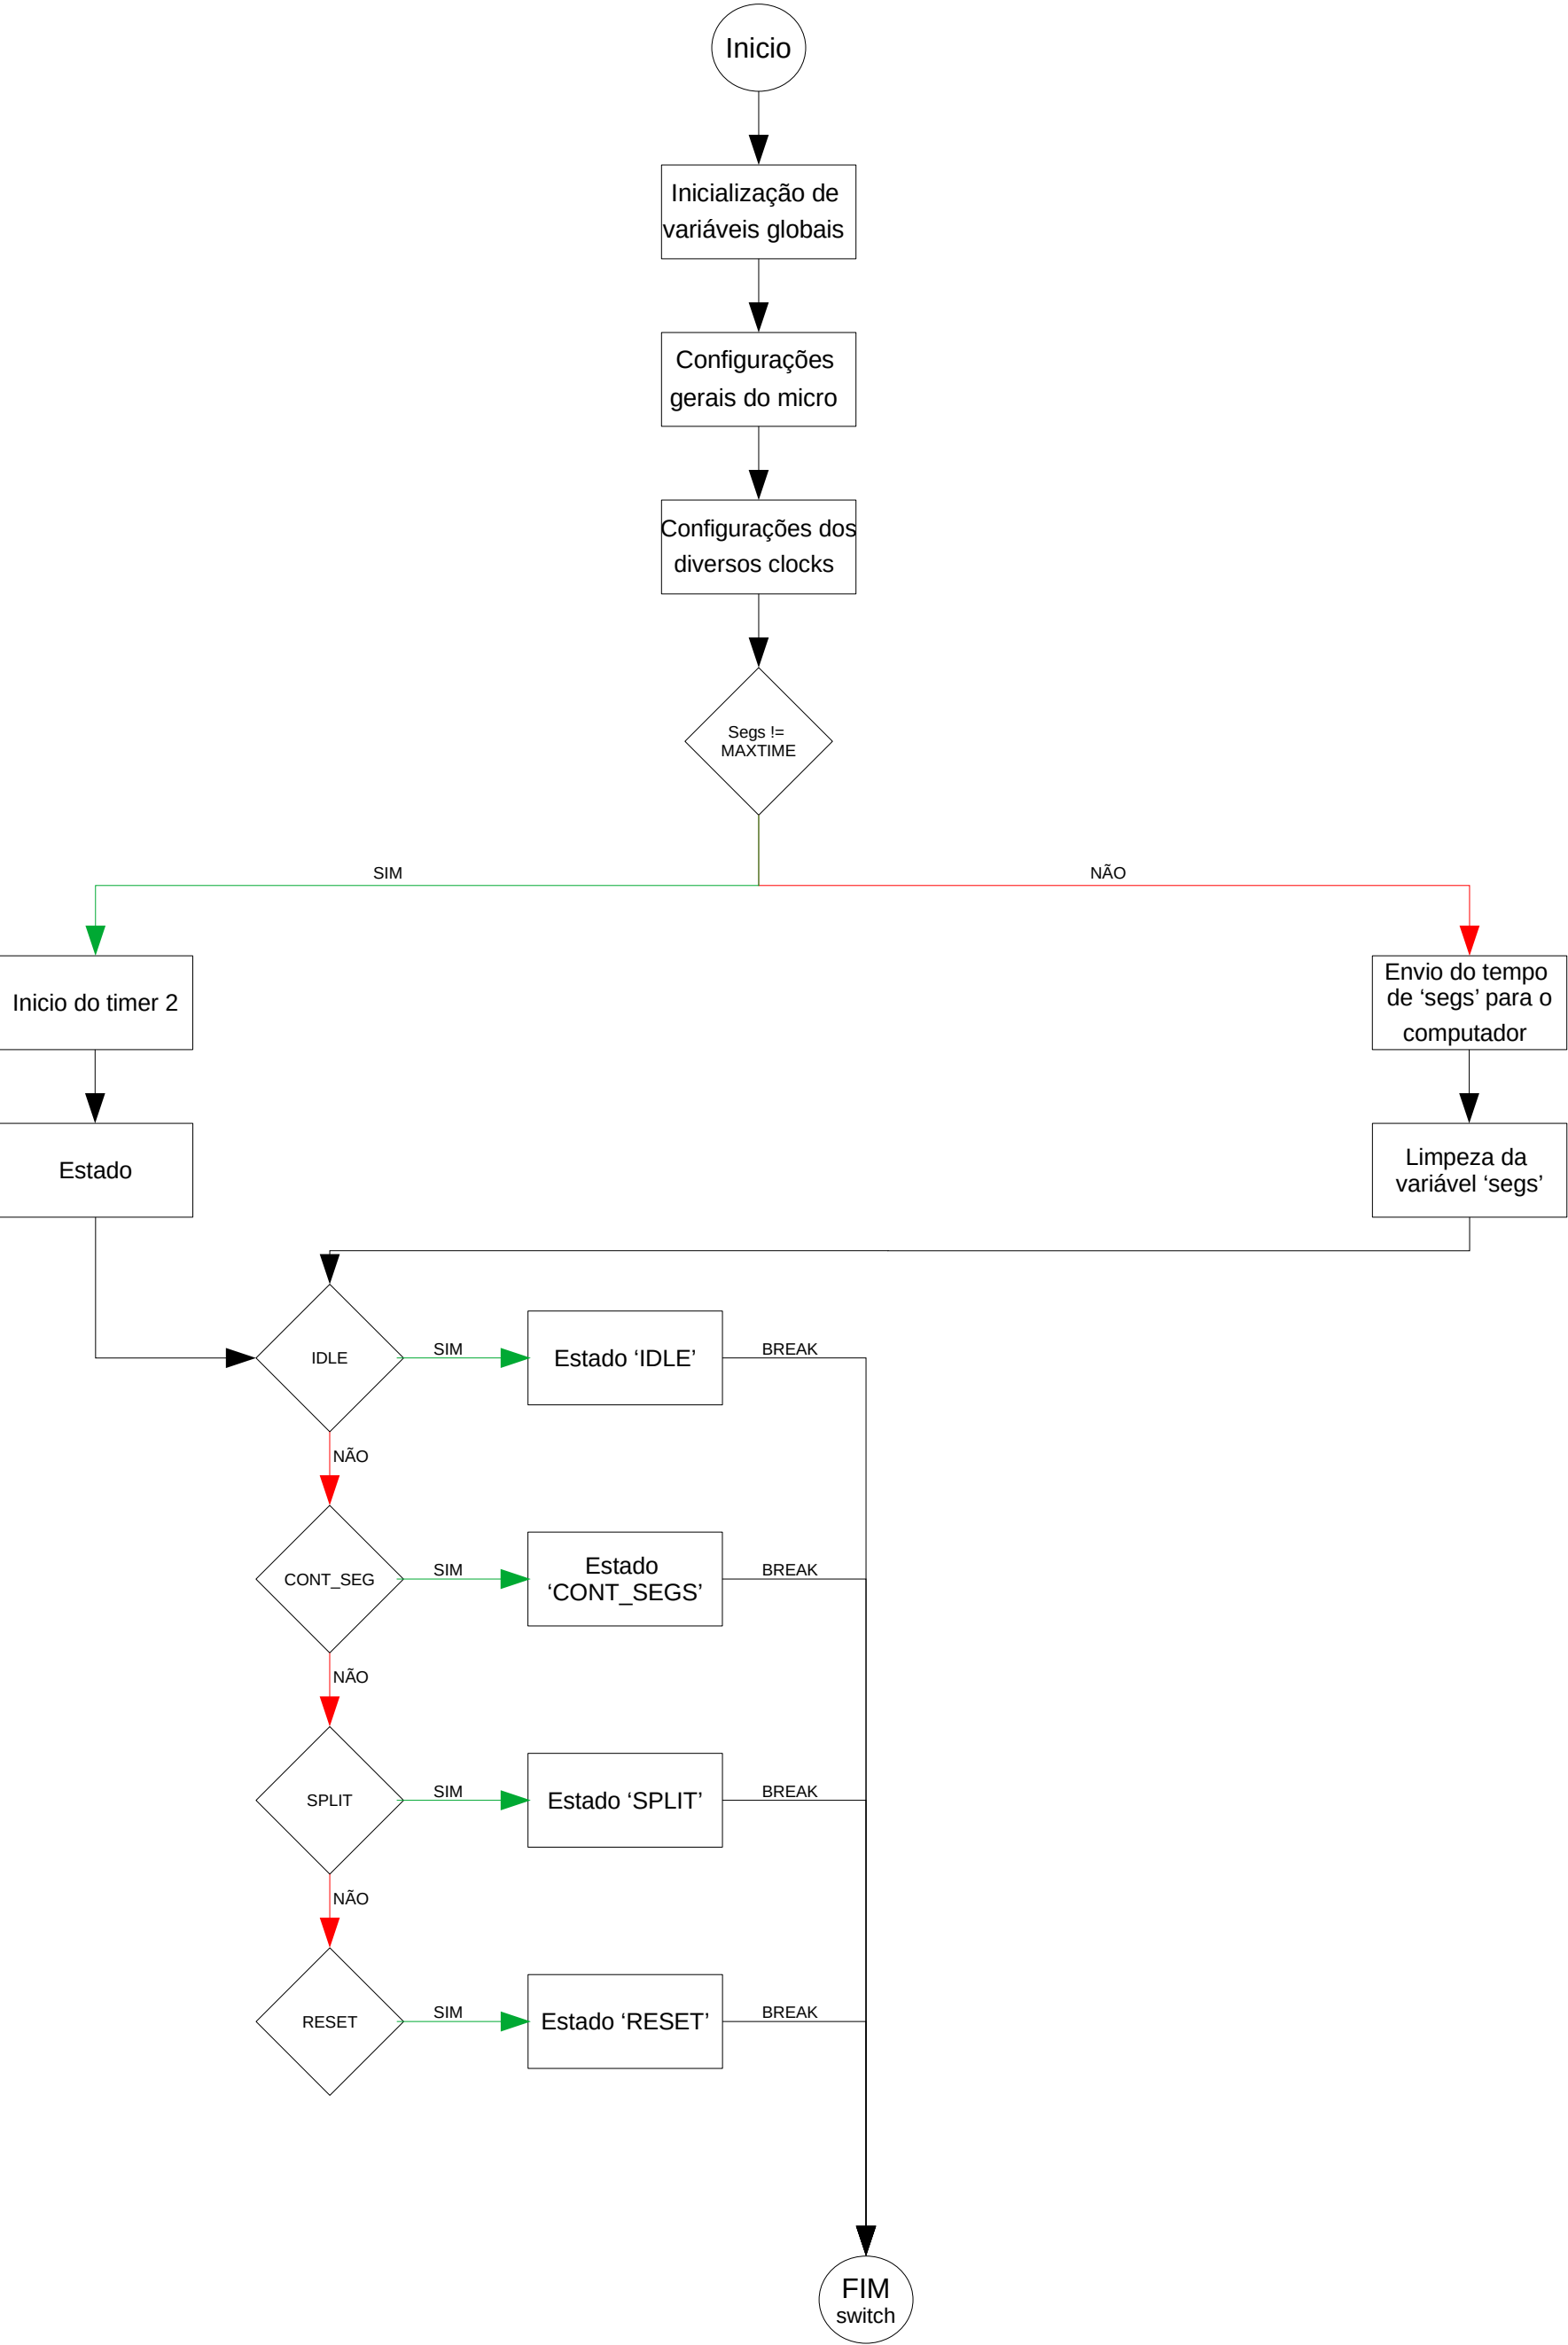 Inicio
Inicialização de
variáveis globais
Configurações
gerais do micro
Configurações dos
diversos clocks
Segs !=
MAXTIME
SIM
NÃO
Inicio do timer 2
Envio do tempo
de ‘segs’ para o
computador
Estado
Limpeza da
variável ‘segs’
IDLE
SIM
Estado ‘IDLE’
BREAK
NÃO
CONT_SEG
SIM
Estado
‘CONT_SEGS’
BREAK
NÃO
SPLIT
SIM
Estado ‘SPLIT’
BREAK
NÃO
RESET
SIM
Estado ‘RESET’
BREAK
FIM
switch